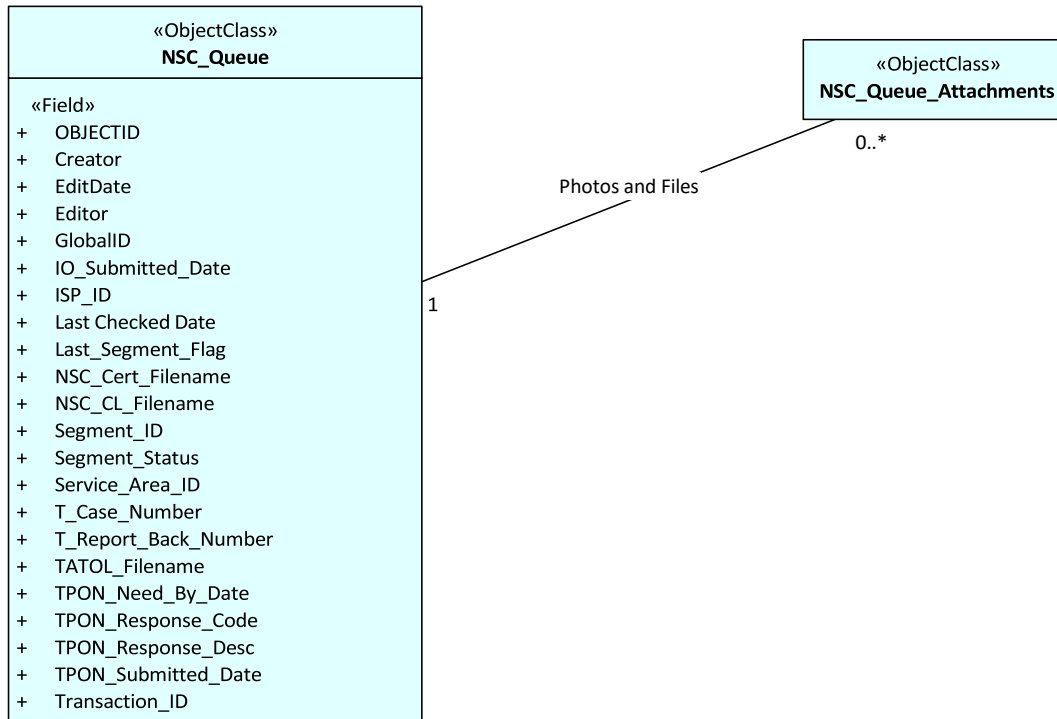 «ObjectClass»
NSC_Queue
«Field»
+ OBJECTID
+ Creator
+ EditDate
+ Editor
+ GlobalID
+ IO_Submitted_Date
+ ISP_ID
+ Last Checked Date
+ Last_Segment_Flag
+ NSC_Cert_Filename
+ NSC_CL_Filename
+ Segment_ID
+ Segment_Status
+ Service_Area_ID
+ T_Case_Number
+ T_Report_Back_Number
+ TATOL_Filename
+ TPON_Need_By_Date
+ TPON_Response_Code
+ TPON_Response_Desc
+ TPON_Submitted_Date
+ Transaction_ID
«ObjectClass»
NSC_Queue_Attachments
0..*
Photos and Files
1